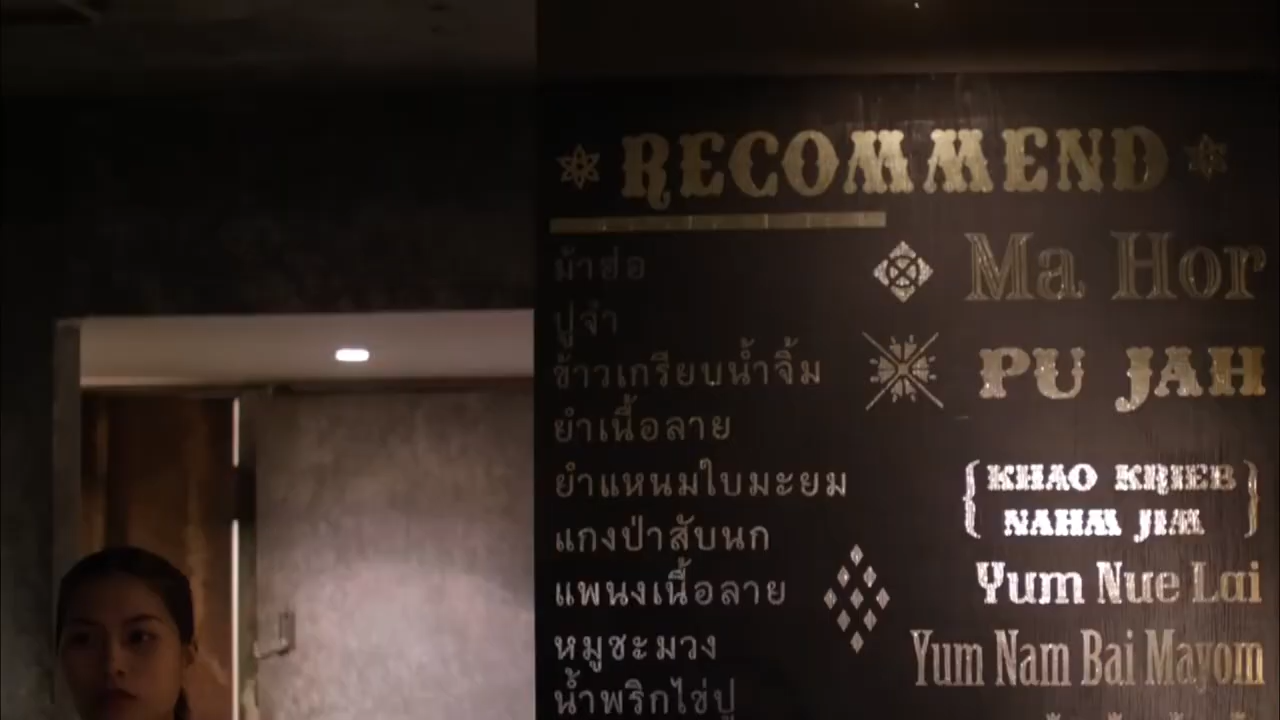 RECOMMEND
ม้าฮ่อ
ปูจ๋า
ข้าวเกรียบน้ำจิ้ม
ยำเนื้อลาย
ยำแหนมใบมะยม
แกงป่าสับนก
แพนงเนื้อลาย
หมูชะมวง
น้ำพริกไข่ปู
Ma Hor
PU JAH
KHAO KRIEB
NAHM JIM
Yum Nue Lai
Yum Nam Bai Mayom